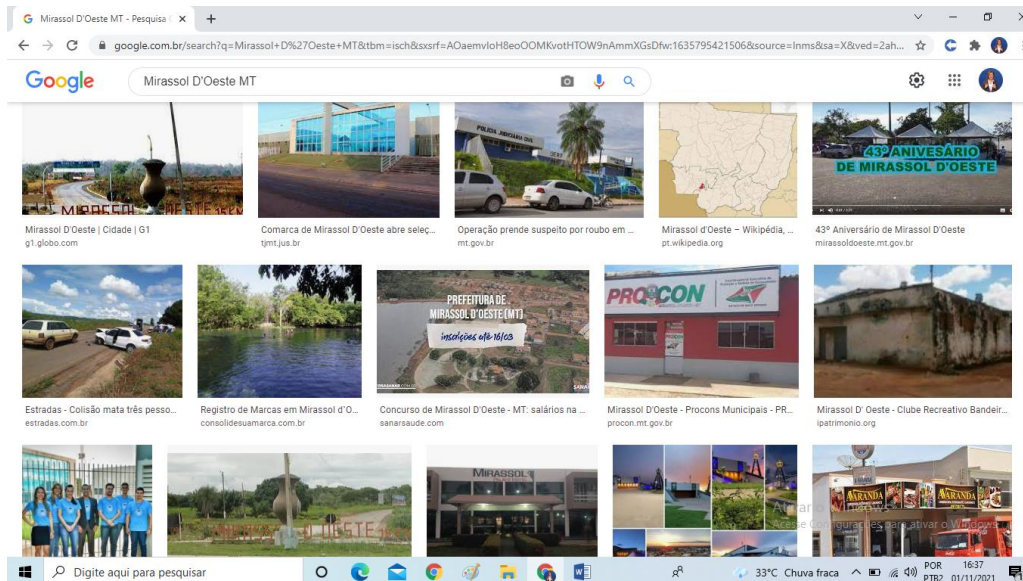 Mirassol D'Oeste MT - Pesquisa
google.com.br/search?q=Mirassol+D%27Oeste+MT&tbm=isch&sxsrf=AOaemvIoH8eoOOMKvotHTOW9nAmmXGsDfw:1635795421506&source=lnms&sa=X&ved=2ah...
Google
Mirassol D'Oeste MT
POLICIA JUDICIÁRIA CIVIL
43º ANIVESÁRIO
DE MIRASSOL D'OESTE
Mirassol D'Oeste | Cidade | G1
g1.globo.com
Comarca de Mirassol D'Oeste abre seleç...
tjmt.jus.br
Operação prende suspeito por roubo em ...
mt.gov.br
Mirassol d'Oeste – Wikipédia, ...
pt.wikipedia.org
43º Aniversário de Mirassol D'Oeste
mirassoldoeste.mt.gov.br
PREFEITURA DE
MIRASSOL D'OESTE (MT)
inscrições até 16/03
PROCON
Estradas - Colisão mata três pesso...
estradas.com.br
Registro de Marcas em Mirassol d'O...
consolidesuamarca.com.br
Concurso de Mirassol D'Oeste - MT: salários na ...
sanarsaude.com
Mirassol D'Oeste - Procons Municipais - PR...
procon.mt.gov.br
Mirassol D' Oeste - Clube Recreativo Bandeir...
ipatrimonio.org
MIRASSOL
VARANDA
VARANDA
Ativar o Windows
Acesse Configurações para ativar o Windows.
Digite aqui para pesquisar
33°C Chuva fraca
POR
PTB2
16:37
01/11/2021